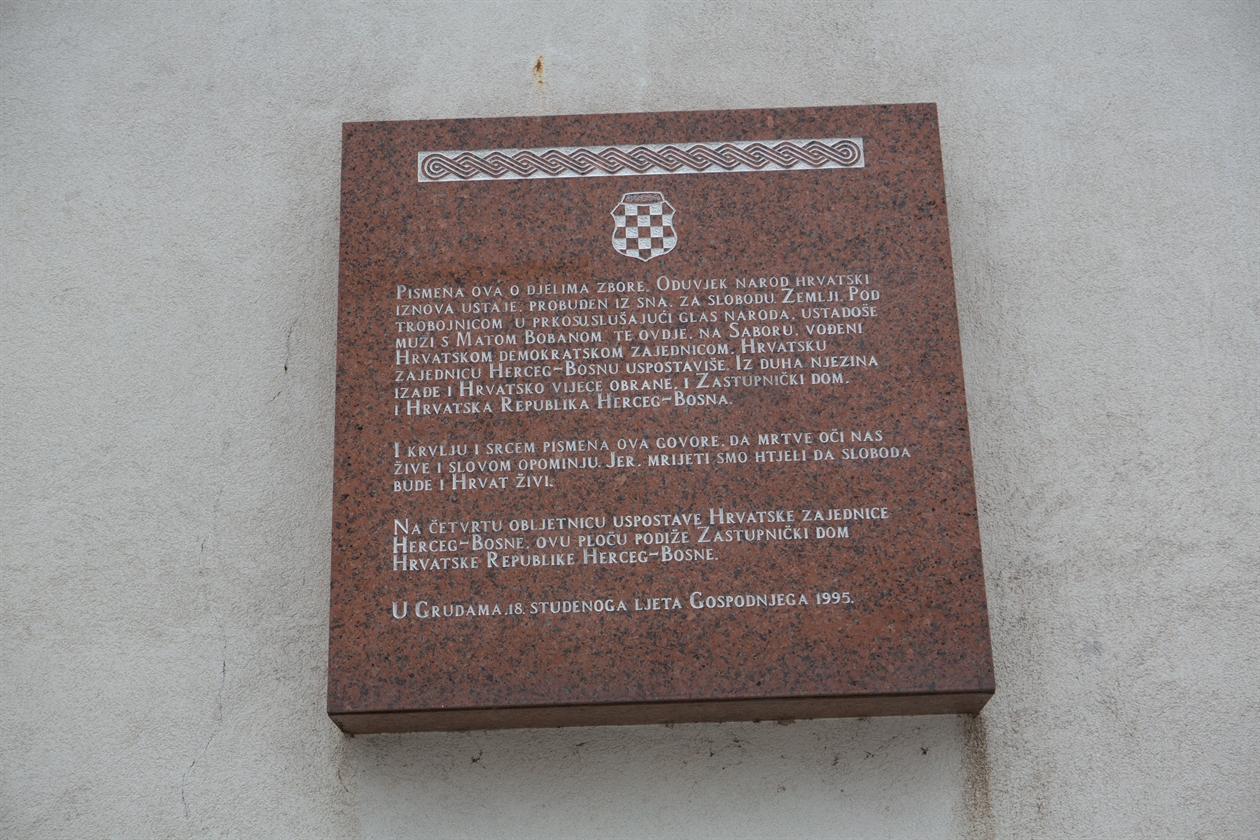 PISMENA OVA O DJELIMA ZBORE. ODUVJEK NAROD HRVATSKI
IZNOVA USTAJE, PROBUĐEN IZ SNA, ZA SLOBODU ZEMLJI. POD
TROBOJNICOM U PRKOSU,SLUŠAJUĆI GLAS NARODA, USTADOŠE
MUŽI S MATOM BOBANOM TE OVDJE, NA SABORU, VOĐENI
HRVATSKOM DEMOKRATSKOM ZAJEDNICOM, HRVATSKU
ZAJEDNICU HERCEG-BOSNU USPOSTAVIŠE. IZ DUHA NJEZINA
IZAĐE I HRVATSKO VIJEĆE OBRANE, I ZASTUPNIČKI DOM,
I HRVATSKA REPUBLIKA HERCEG-BOSNA.
I KRVLJU I SRCEM PISMENA OVA GOVORE, DA MRTVE OČI NAS
ŽIVE I SLOVOM OPOMINJU. JER, MRIJETI SMO HTJELI DA SLOBODA
BUDE I HRVAT ŽIVI.
NA ČETVRTU OBLJETNICU USPOSTAVE HRVATSKE ZAJEDNICE
HERCEG-BOSNE, OVU PLOČU PODIŽE ZASTUPNIČKI DOM
HRVATSKE REPUBLIKE HERCEG-BOSNE.
U GRUDAMA,18. STUDENOGA LJETA GOSPODNJEGA 1995.